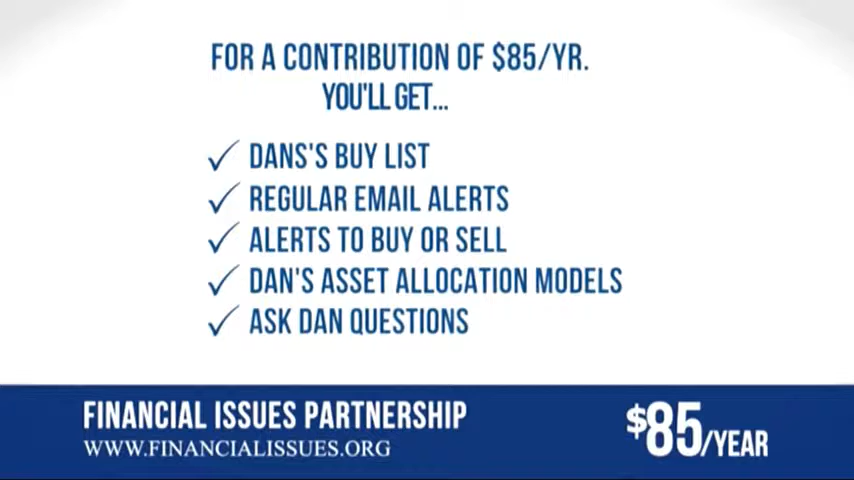 FOR A CONTRIBUTION OF $85/YR.
YOU'LL GET...
DANS'S BUY LIST
REGULAR EMAIL ALERTS
ALERTS TO BUY OR SELL
DAN'S ASSET ALLOCATION MODELS
ASK DAN QUESTIONS
FINANCIAL ISSUES PARTNERSHIP
WWW.FINANCIALISSUES.ORG
$85/YEAR